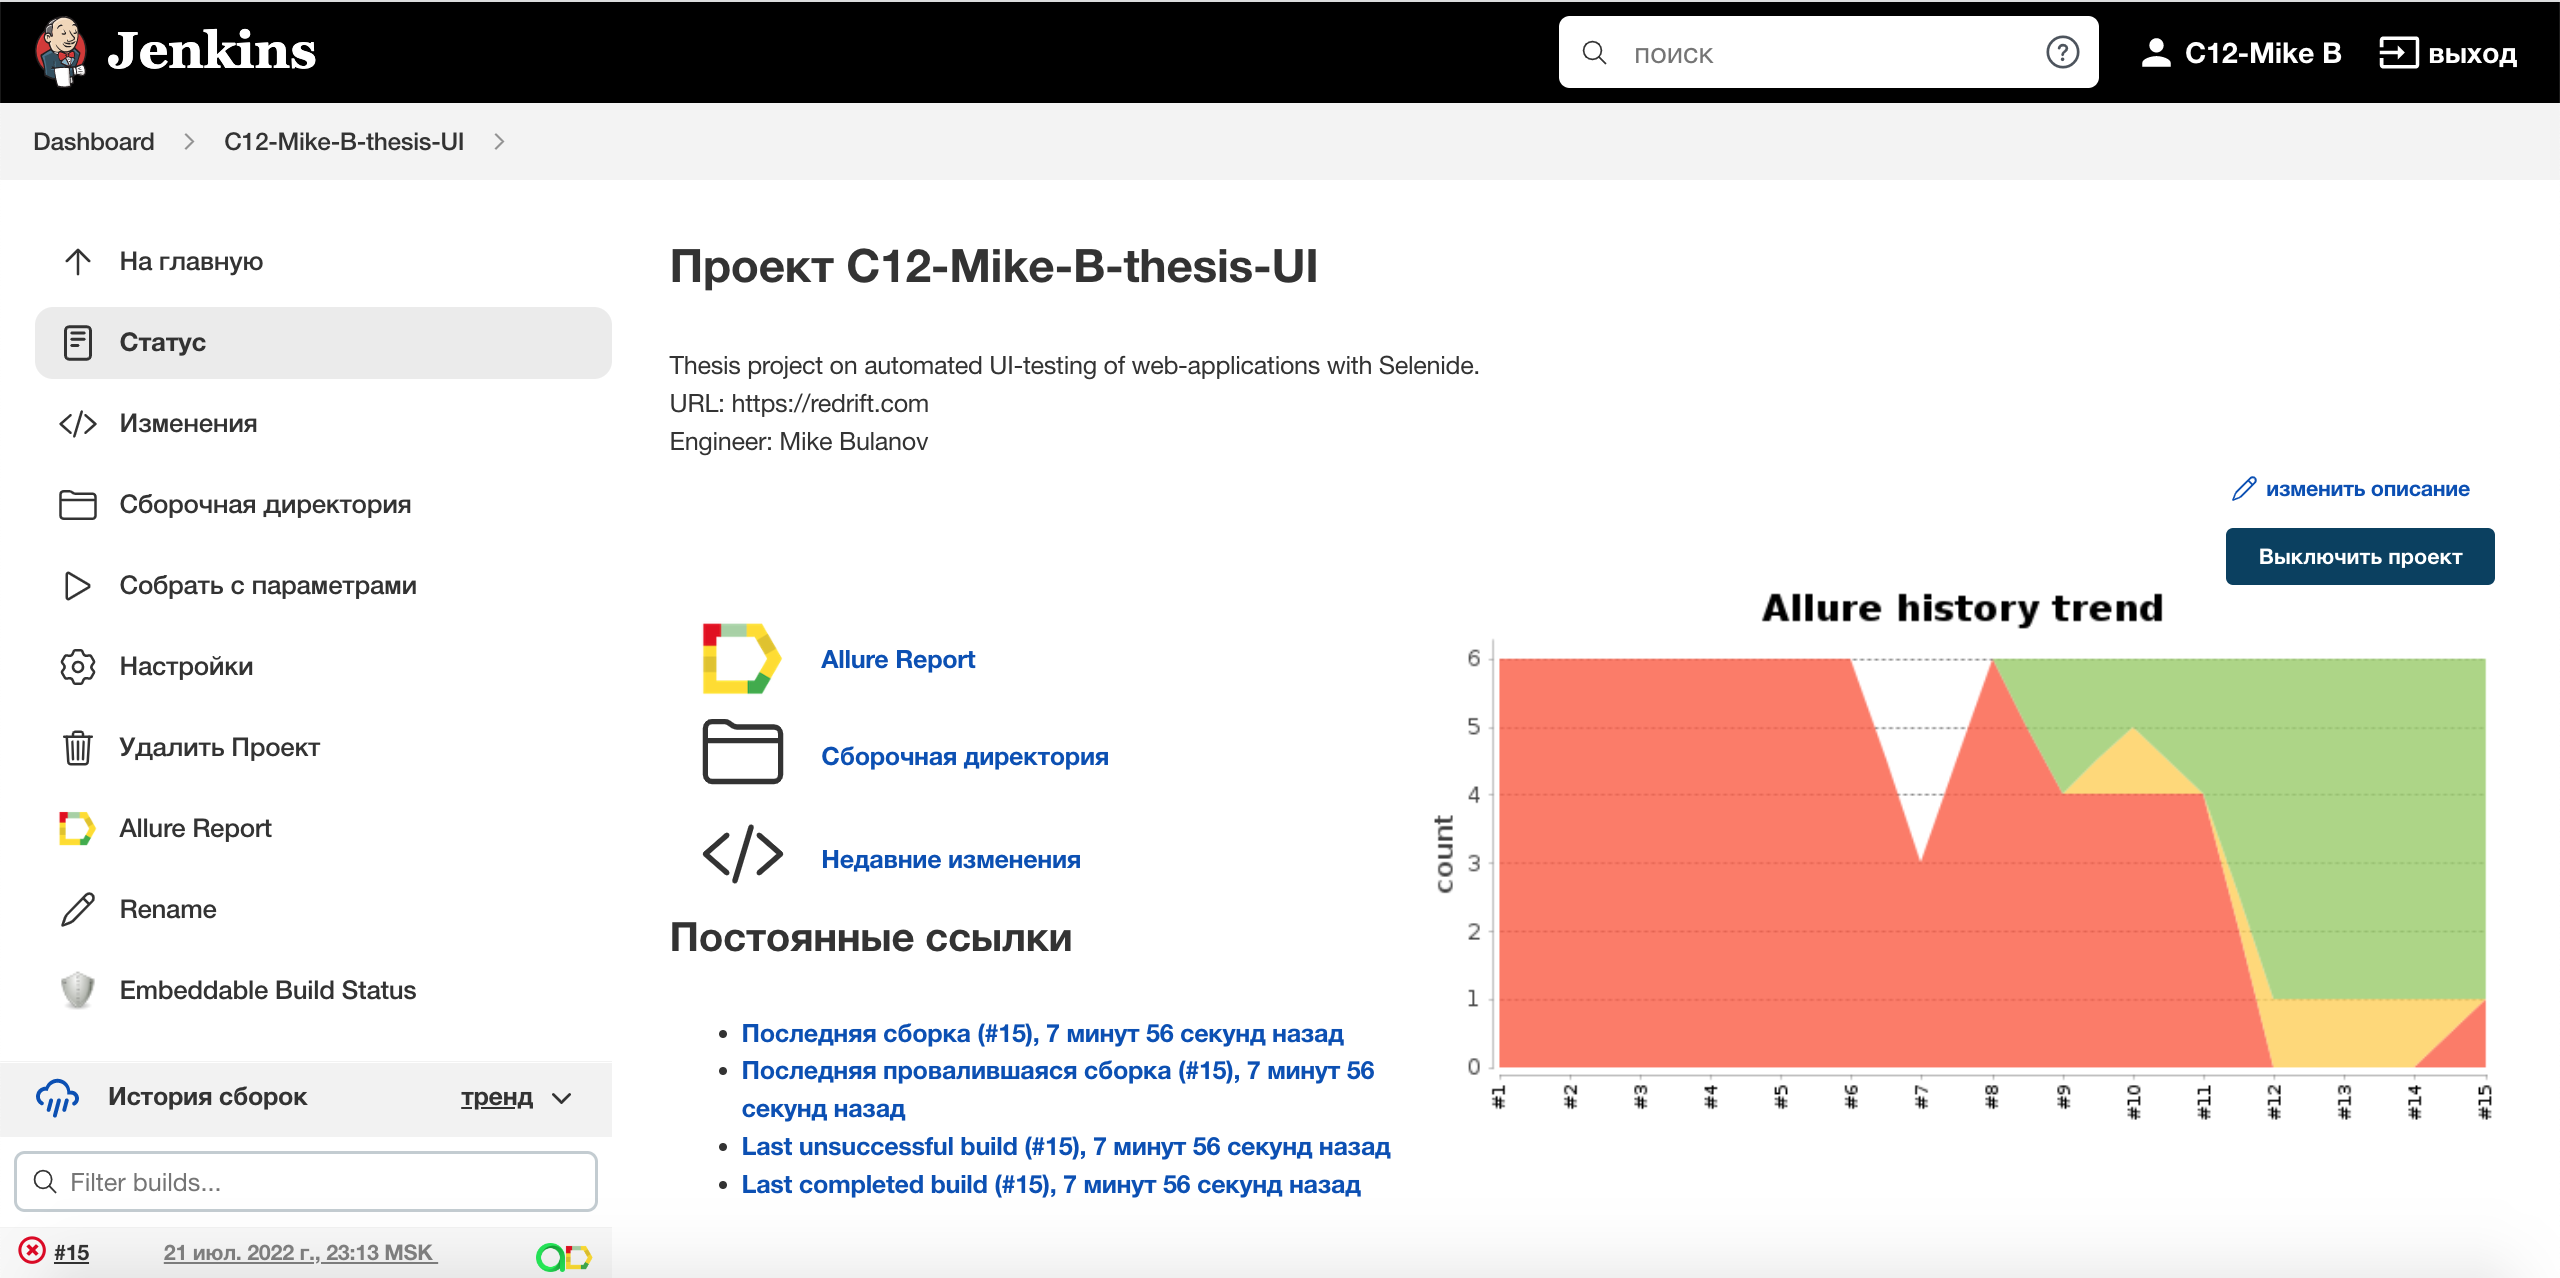 Jenkins
поиск
C12-Mike B
выход
Dashboard
C12-Mike-B-thesis-UI
На главную
Статус
Изменения
Сборочная директория
Собрать с параметрами
Настройки
Удалить Проект
Allure Report
Rename
Embeddable Build Status
История сборок
тренд
Filter builds...
#15
21 июл. 2022 г., 23:13 MSK
Проект C12-Mike-B-thesis-UI
Thesis project on automated UI-testing of web-applications with Selenide.
URL: https://redrift.com
Engineer: Mike Bulanov
изменить описание
Выключить проект
Allure Report
Сборочная директория
Недавние изменения
Постоянные ссылки
Последняя сборка (#15), 7 минут 56 секунд назад
Последняя провалившаяся сборка (#15), 7 минут 56
секунд назад
Last unsuccessful build (#15), 7 минут 56 секунд назад
Last completed build (#15), 7 минут 56 секунд назад
Allure history trend
count
6
5
4
3
2
1
0
#1
#2
#3
#4
#5
#6
#7
#8
#9
#10
#11
#12
#13
#14
#15